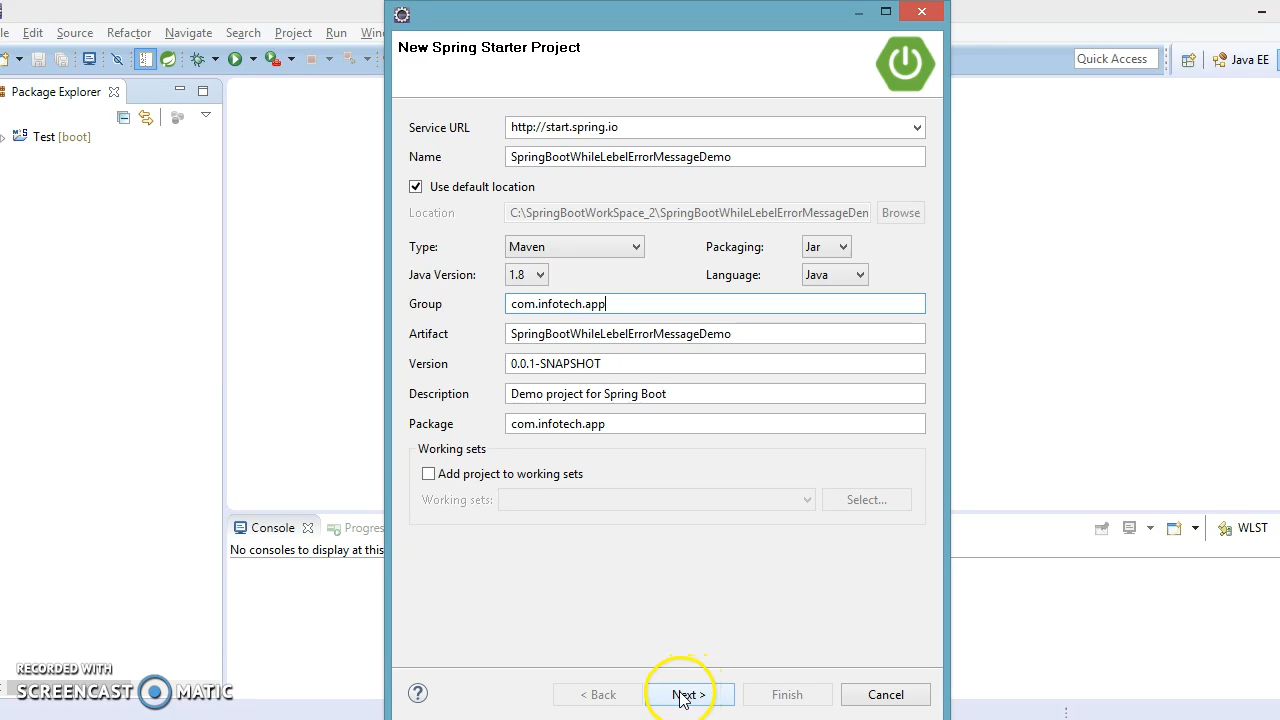 Edit Source Refactor Navigate Search Project Run
Quick Access
Java EE
Package Explorer
Test [boot]
New Spring Starter Project
Service URL http://start.spring.io
Name SpringBootWhileLebelErrorMessageDemo
Use default location
Location C:\SpringBootWorkSpace_2\SpringBootWhileLebelErrorMessageDen Browse
Type: Maven Packaging: Jar
Java Version: 1.8 Language: Java
Group com.infotech.app
Artifact SpringBootWhileLebelErrorMessageDemo
Version 0.0.1-SNAPSHOT
Description Demo project for Spring Boot
Package com.infotech.app
Working sets
Add project to working sets
Working sets: Select...
Console Progres WLST
No consoles to display at this
< Back Next > Finish Cancel
RECORDED WITH
SCREENCAST MATIC